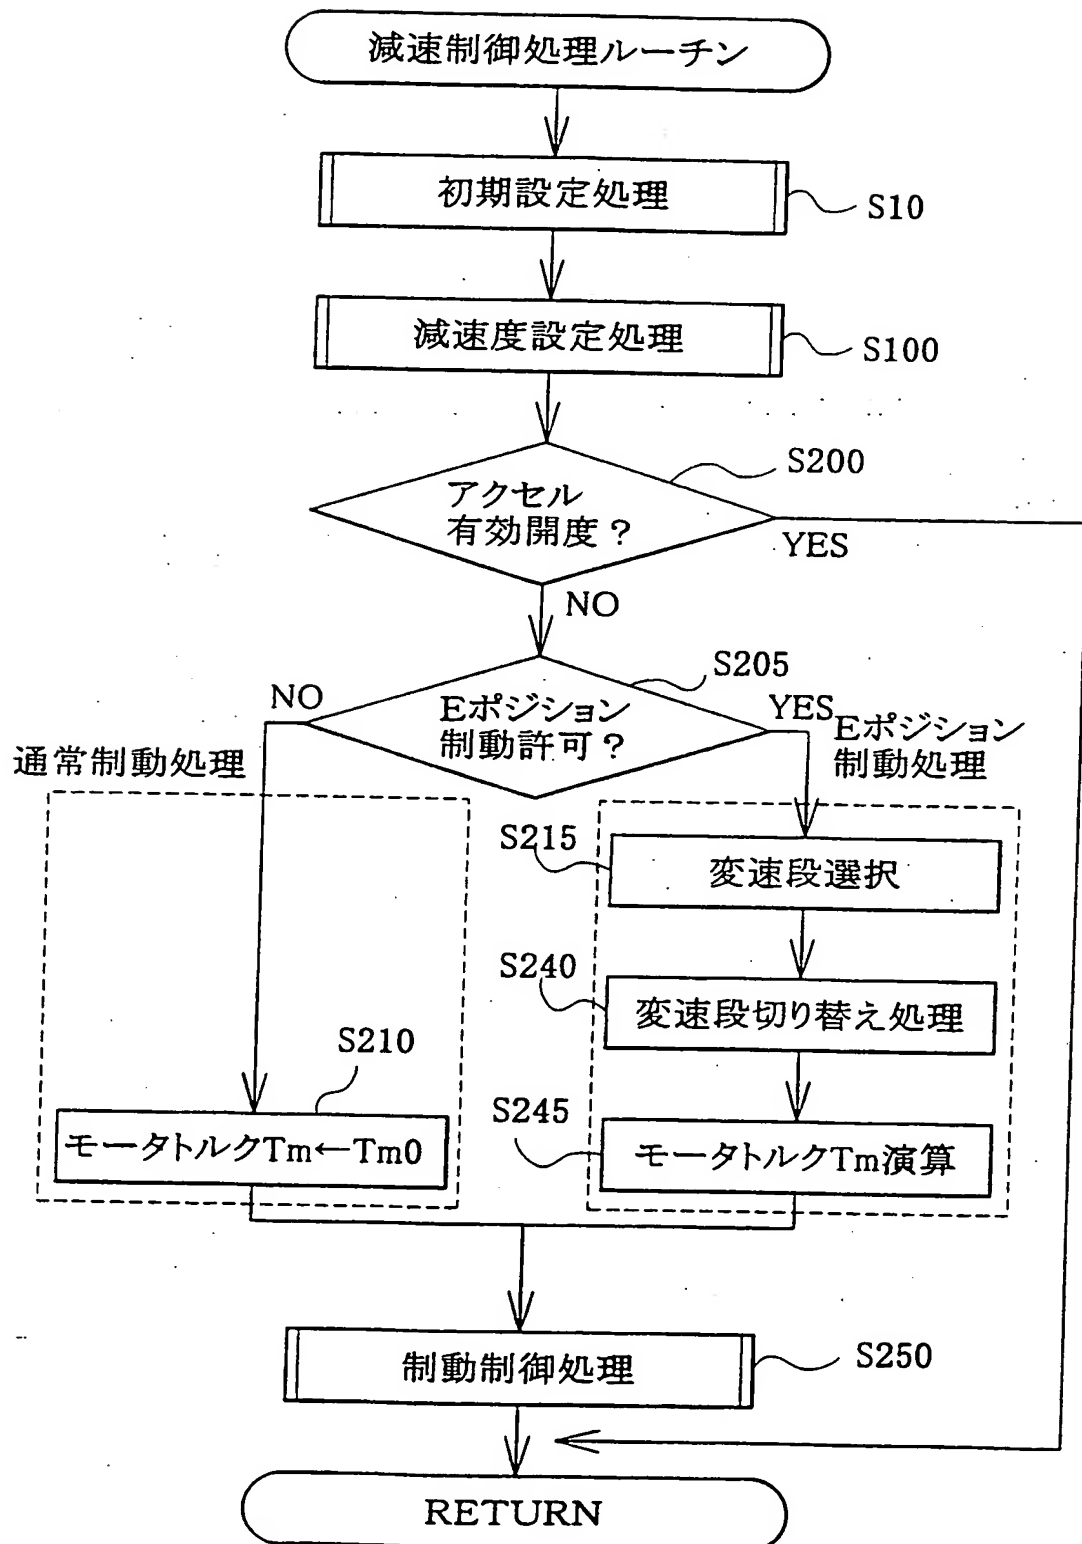 減速制御処理ルーチン
初期設定処理
S10
減速度設定処理
S100
S200
アクセル
有効開度？
YES
NO
S205
NO
Eポジション
制動許可？
YES
Eポジション
制動処理
通常制動処理
S215
変速段選択
S240
変速段切り替え処理
S210
モータトルクTm←Tm0
S245
モータトルクTm演算
制動制御処理
S250
RETURN